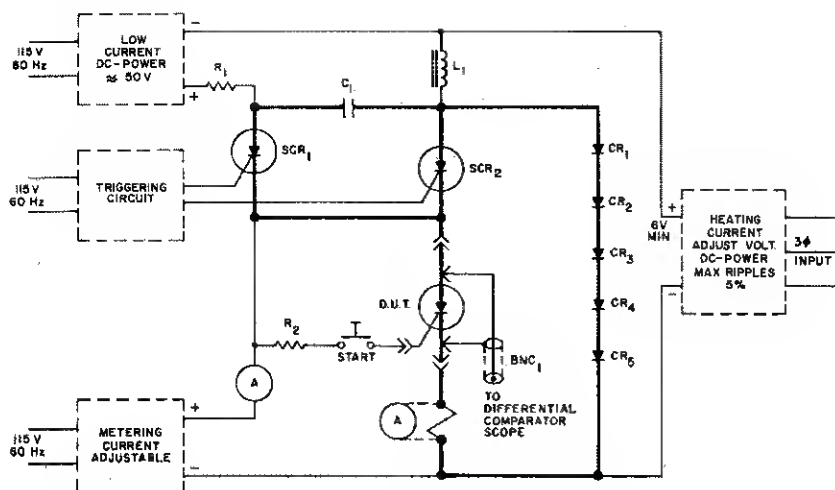 115 V
60 Hz
LOW
CURRENT
DC-POWER
≈ 50V
−
+
R1
C1
L1
SCR1
SCR2
115 V
60 Hz
TRIGGERING
CIRCUIT
CR1
CR2
CR3
CR4
CR5
6V
MIN
+
−
HEATING
CURRENT
ADJUST VOLT.
DC-POWER
MAX RIPPLES
5%
3ɸ
INPUT
D.U.T.
R2
START
BNC1
TO
DIFFERENTIAL
COMPARATOR
SCOPE
A
A
115 V
60 Hz
METERING
CURRENT
ADJUSTABLE
+
−